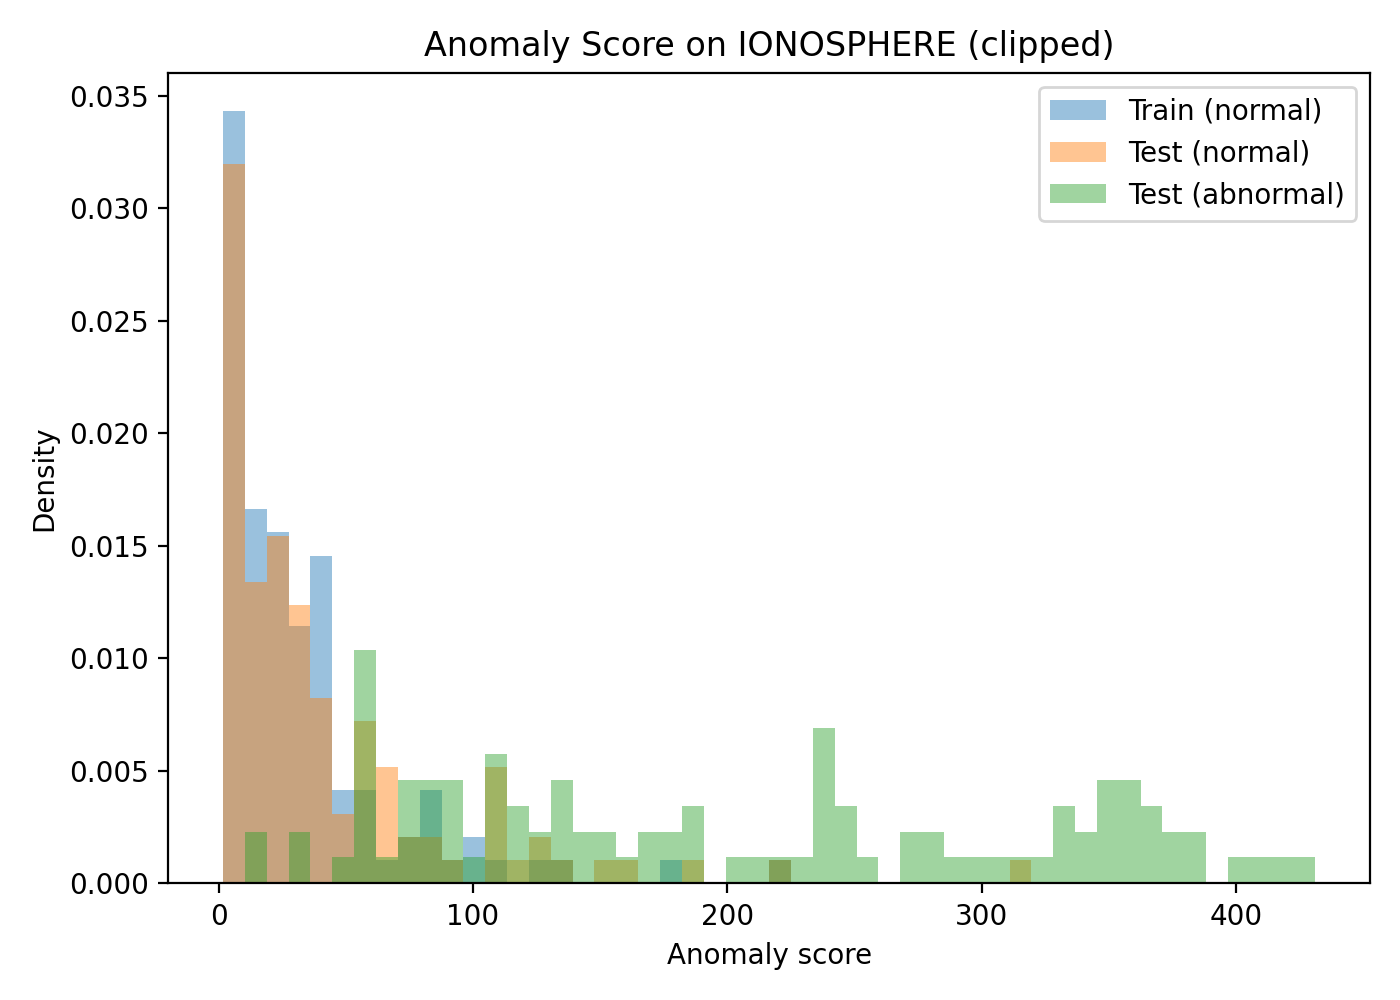 Anomaly Score on IONOSPHERE (clipped)
Train (normal)
Test (normal)
Test (abnormal)
Density
0.035
0.030
0.025
0.020
0.015
0.010
0.005
0.000
0
100
200
300
400
Anomaly score